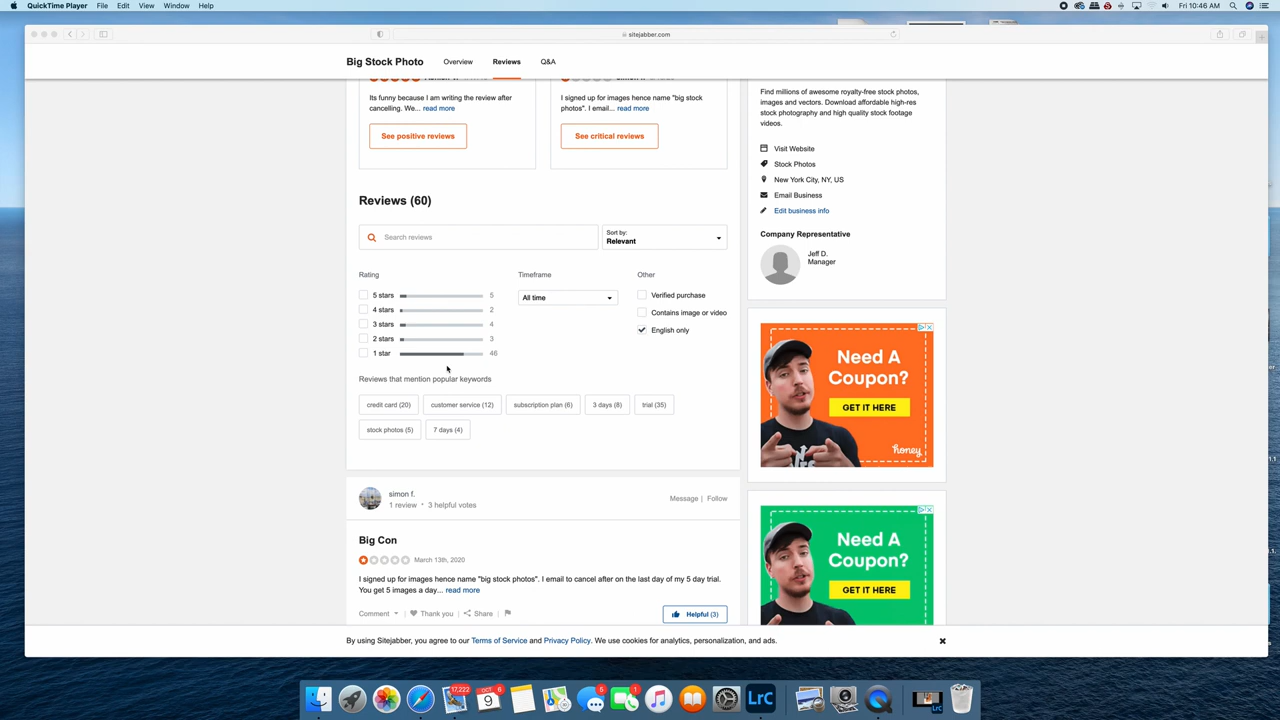 QuickTime Player File Edit View Window Help
Fri 10:46 AM
sitejabber.com
Big Stock Photo Overview Reviews Q&A
Its funny because I am writing the review after
cancelling. We... read more
See positive reviews
I signed up for images hence name "big stock
photos". I email... read more
See critical reviews
Find millions of awesome royalty-free stock photos,
images and vectors. Download affordable high-res
stock photography and high quality stock footage
videos.
Visit Website
Stock Photos
New York City, NY, US
Email Business
Edit business info
Company Representative
Jeff D.
Manager
Reviews (60)
Search reviews
Sort by:
Relevant
Rating
5 stars 5
4 stars 2
3 stars 4
2 stars 3
1 star 46
Timeframe
All time
Other
Verified purchase
Contains image or video
English only
Reviews that mention popular keywords
credit card (20) customer service (12) subscription plan (6) 3 days (8) trial (35)
stock photos (5) 7 days (4)
Need A
Coupon?
GET IT HERE
honey
simon f.
1 review • 3 helpful votes
Message | Follow
Big Con
March 13th, 2020
I signed up for images hence name "big stock photos". I email to cancel after on the last day of my 5 day trial.
You get 5 images a day... read more
Comment Thank you Share
Helpful (3)
Need A
Coupon?
GET IT HERE
By using Sitejabber, you agree to our Terms of Service and Privacy Policy. We use cookies for analytics, personalization, and ads.
17,222
OCT 6
9
5
1
LrC